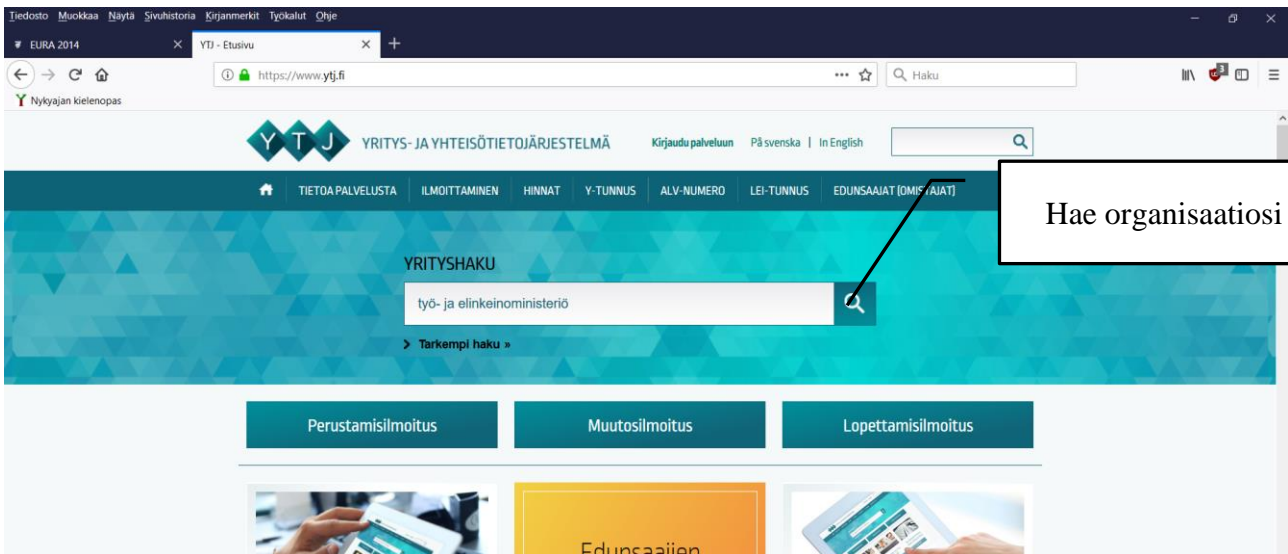 Tiedosto Muokkaa Näytä Sivuhistoria Kirjanmerkit Työkalut Ohje
EURA 2014
YTJ - Etusivu
https://www.ytj.fi
Haku
3
Nykyajan kielenopas
YTJ YRITYS- JA YHTEISÖTIETOJÄRJESTELMÄ
Kirjaudu palveluun På svenska | In English
TIETOA PALVELUSTA ILMOITTAMINEN HINNAT Y-TUNNUS ALV-NUMERO LEI-TUNNUS EDUNSAAJAT (OMISTAJAT)
Hae organisaatiosi
YRITYSHAKU
työ- ja elinkeinoministeriö
Tarkempi haku »
Perustamisilmoitus Muutosilmoitus Lopettamisilmoitus
Edunsaajien